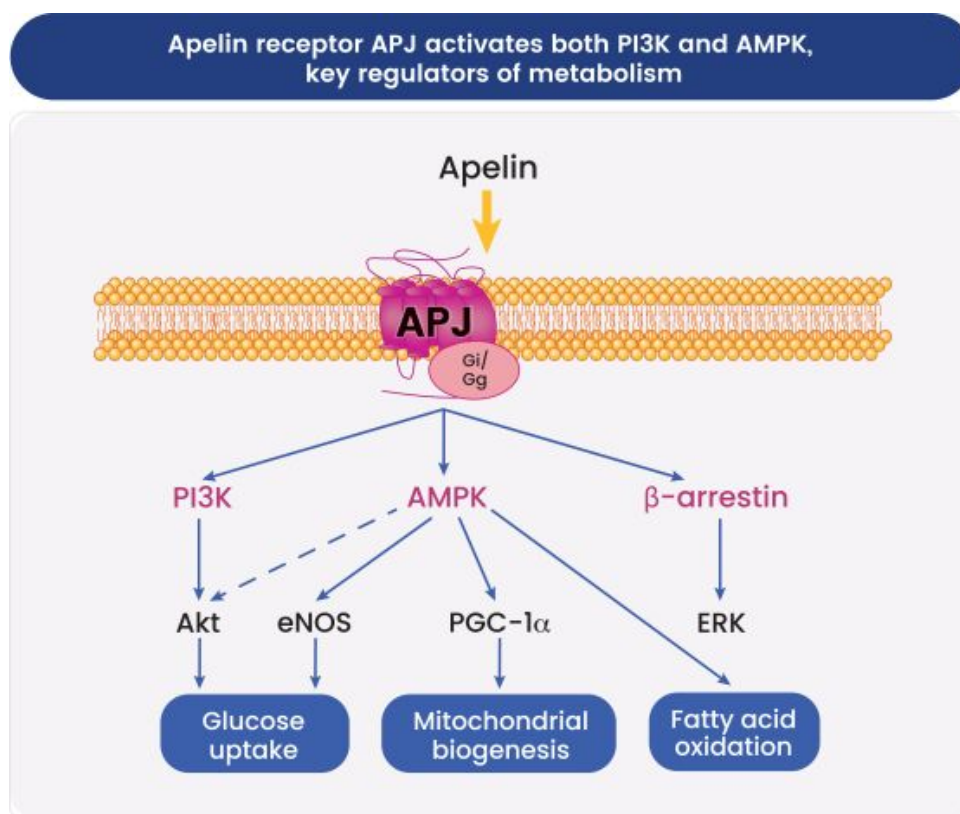 Apelin receptor APJ activates both PI3K and AMPK,
key regulators of metabolism
Apelin
APJ
Gi/
Gg
PI3K
AMPK
β-arrestin
Akt
eNOS
PGC-1α
ERK
Glucose
uptake
Mitochondrial
biogenesis
Fatty acid
oxidation